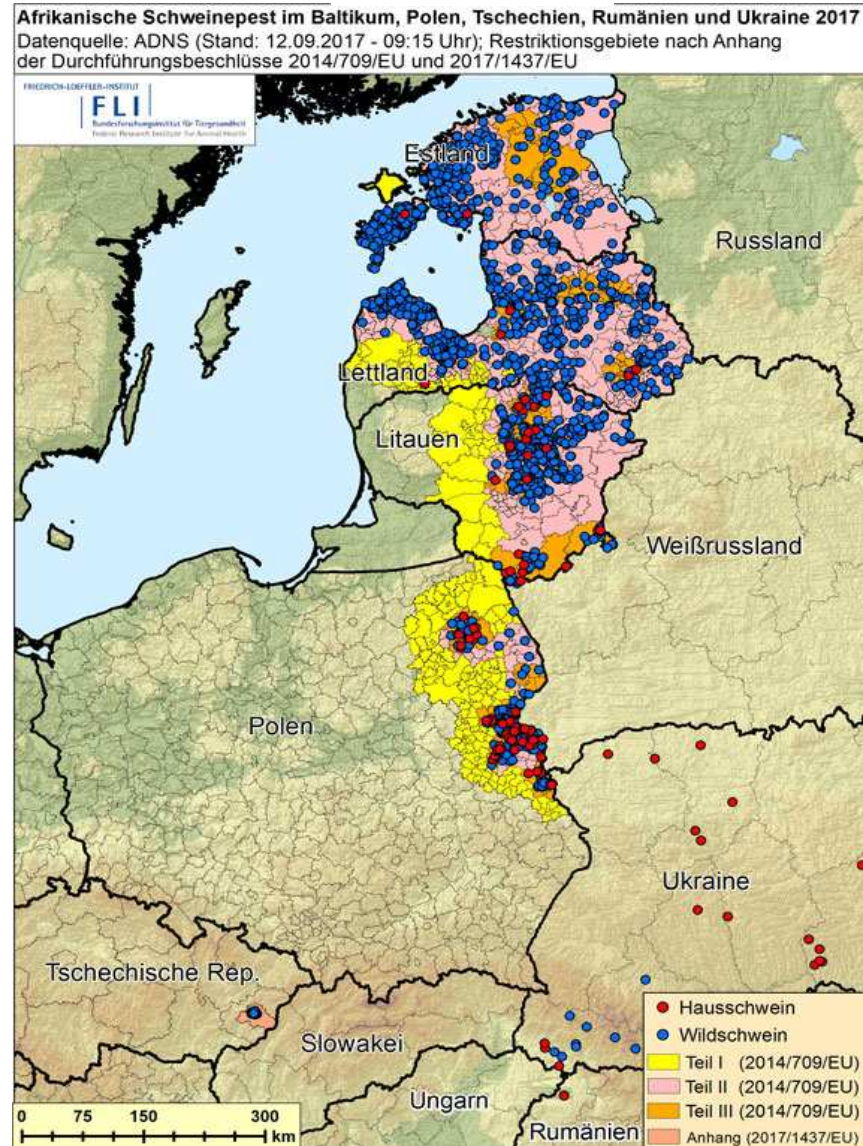 Afrikanische Schweinepest im Baltikum, Polen, Tschechien, Rumänien und Ukraine 2017
Datenquelle: ADNS (Stand: 12.09.2017 - 09:15 Uhr); Restriktionsgebiete nach Anhang
der Durchführungsbeschlüsse 2014/709/EU und 2017/1437/EU
FRIEDRICH-LOEFFLER-INSTITUT
FLI
Bundesforschungsinstitut für Tiergesundheit
Federal Research Institute for Animal Health
Estland
Russland
Lettland
Litauen
Weißrussland
Polen
Ukraine
Tschechische Rep.
Slowakei
Ungarn
Rumänien
Hausschwein
Wildschwein
Teil I (2014/709/EU)
Teil II (2014/709/EU)
Teil III (2014/709/EU)
Anhang (2017/1437/EU)
0 75 150 300
km